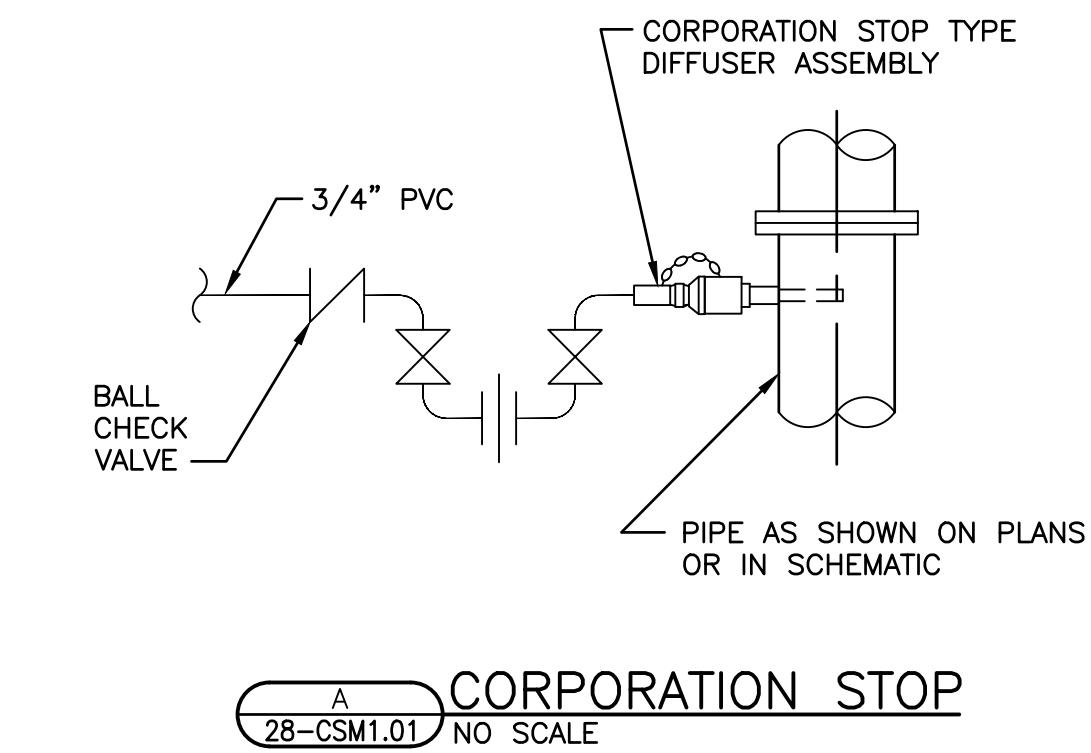 CORPORATION STOP TYPE
DIFFUSER ASSEMBLY
3/4" PVC
BALL
CHECK
VALVE
PIPE AS SHOWN ON PLANS
OR IN SCHEMATIC
A
28-CSM1.01
CORPORATION STOP
NO SCALE